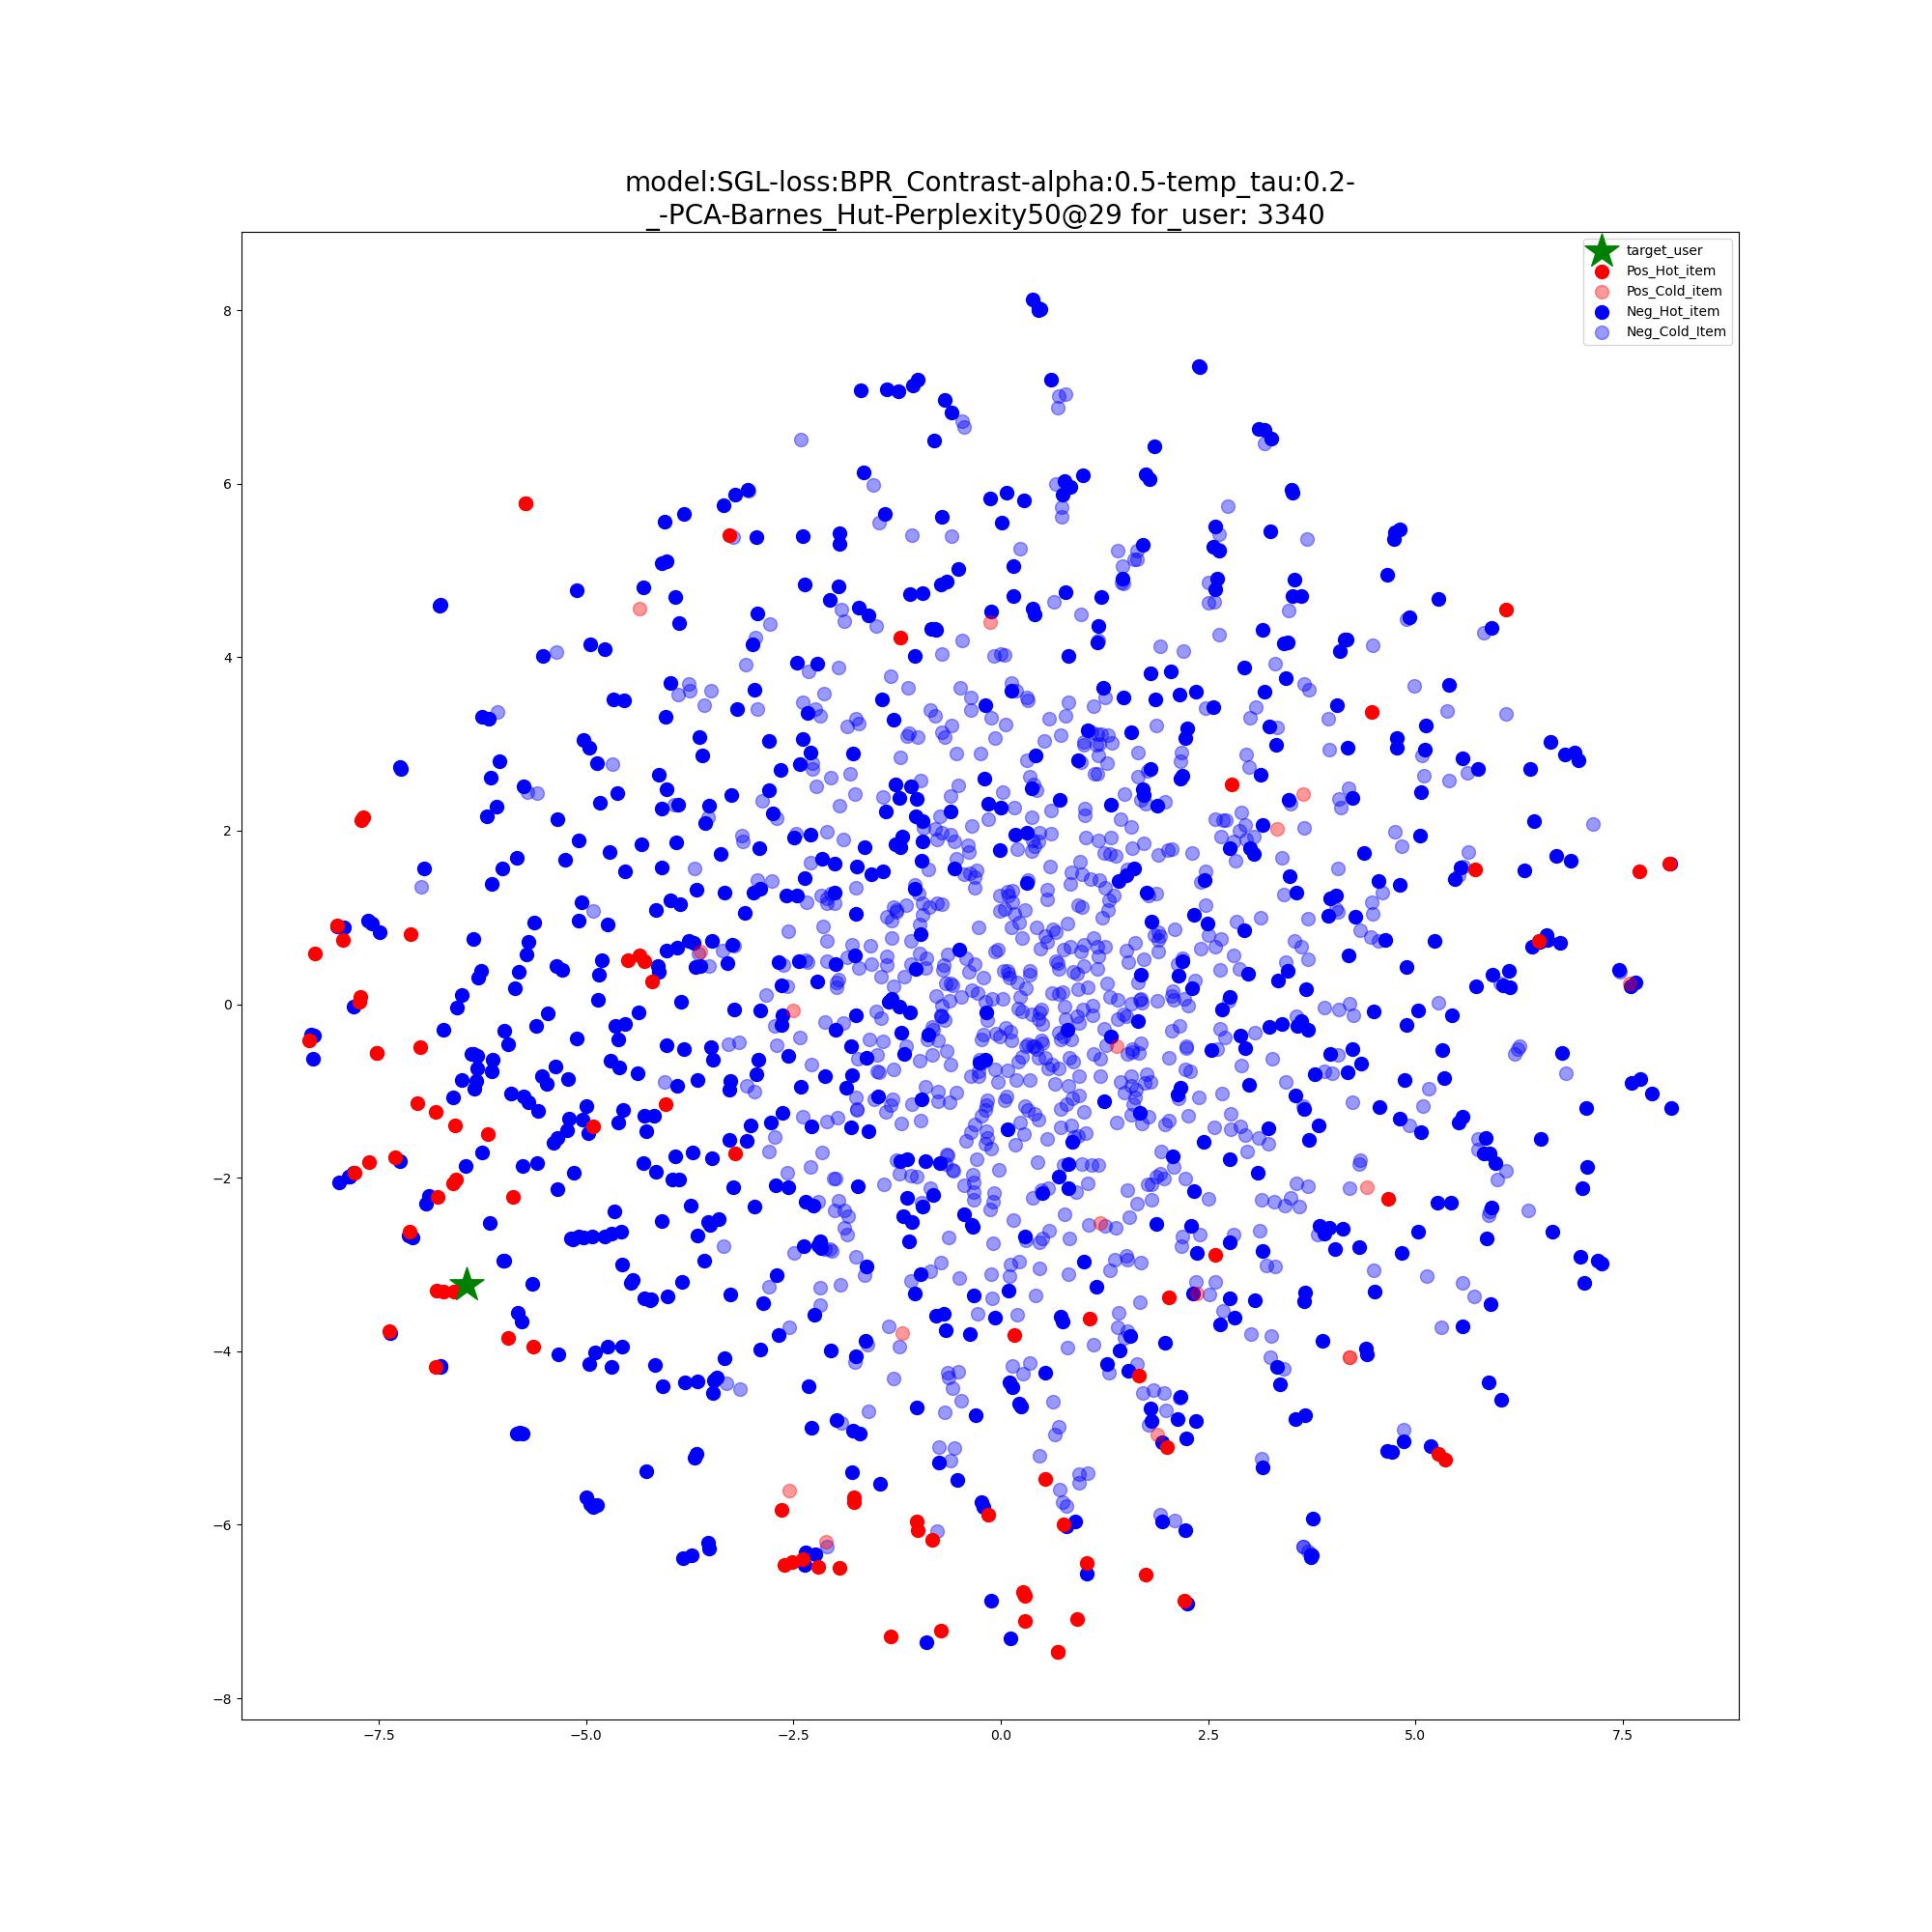 model:SGL-loss:BPR_Contrast-alpha:0.5-temp_tau:0.2-
_-PCA-Barnes_Hut-Perplexity50@29 for_user: 3340
target_user
Pos_Hot_item
Pos_Cold_item
Neg_Hot_item
Neg_Cold_Item
8
6
4
2
0
−2
−4
−6
−8
−7.5 −5.0 −2.5 0.0 2.5 5.0 7.5